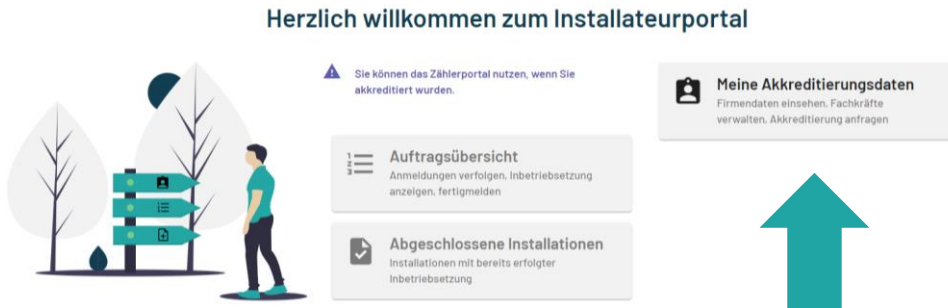 Herzlich willkommen zum Installateurportal
Sie können das Zählerportal nutzen, wenn Sie
akkreditiert wurden.
Auftragsübersicht
Anmeldungen verfolgen, Inbetriebsetzung
anzeigen, fertigmelden
Abgeschlossene Installationen
Installationen mit bereits erfolgter
Inbetriebsetzung
Meine Akkreditierungsdaten
Firmendaten einsehen, Fachkräfte
verwalten, Akkreditierung anfragen